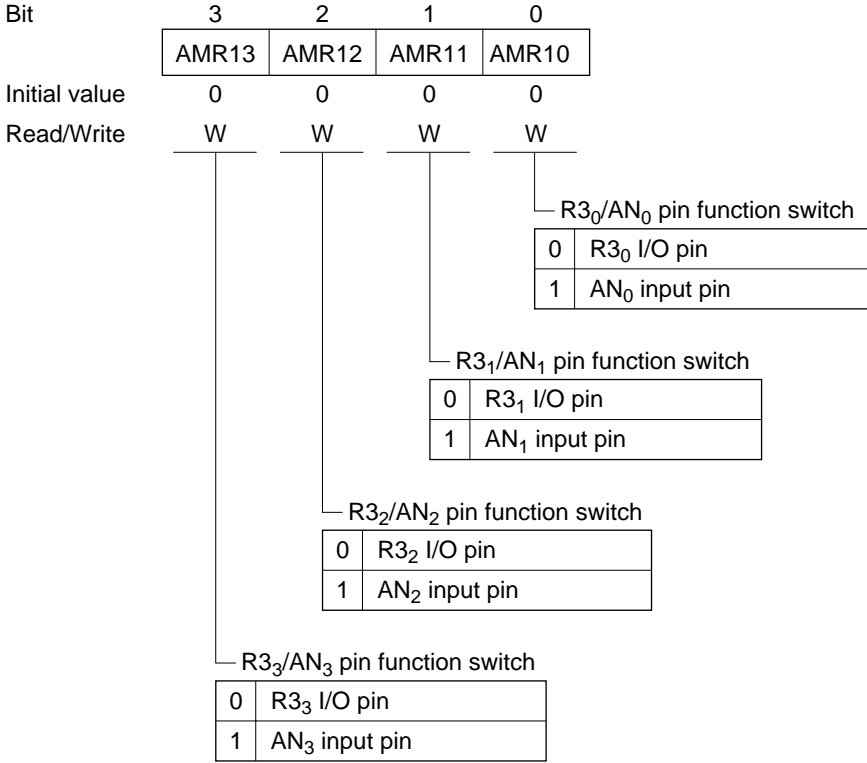 Bit 3 2 1 0
AMR13 AMR12 AMR11 AMR10
Initial value 0 0 0 0
Read/Write W W W W
R3₀/AN₀ pin function switch
0 R3₀ I/O pin
1 AN₀ input pin
R3₁/AN₁ pin function switch
0 R3₁ I/O pin
1 AN₁ input pin
R3₂/AN₂ pin function switch
0 R3₂ I/O pin
1 AN₂ input pin
R3₃/AN₃ pin function switch
0 R3₃ I/O pin
1 AN₃ input pin